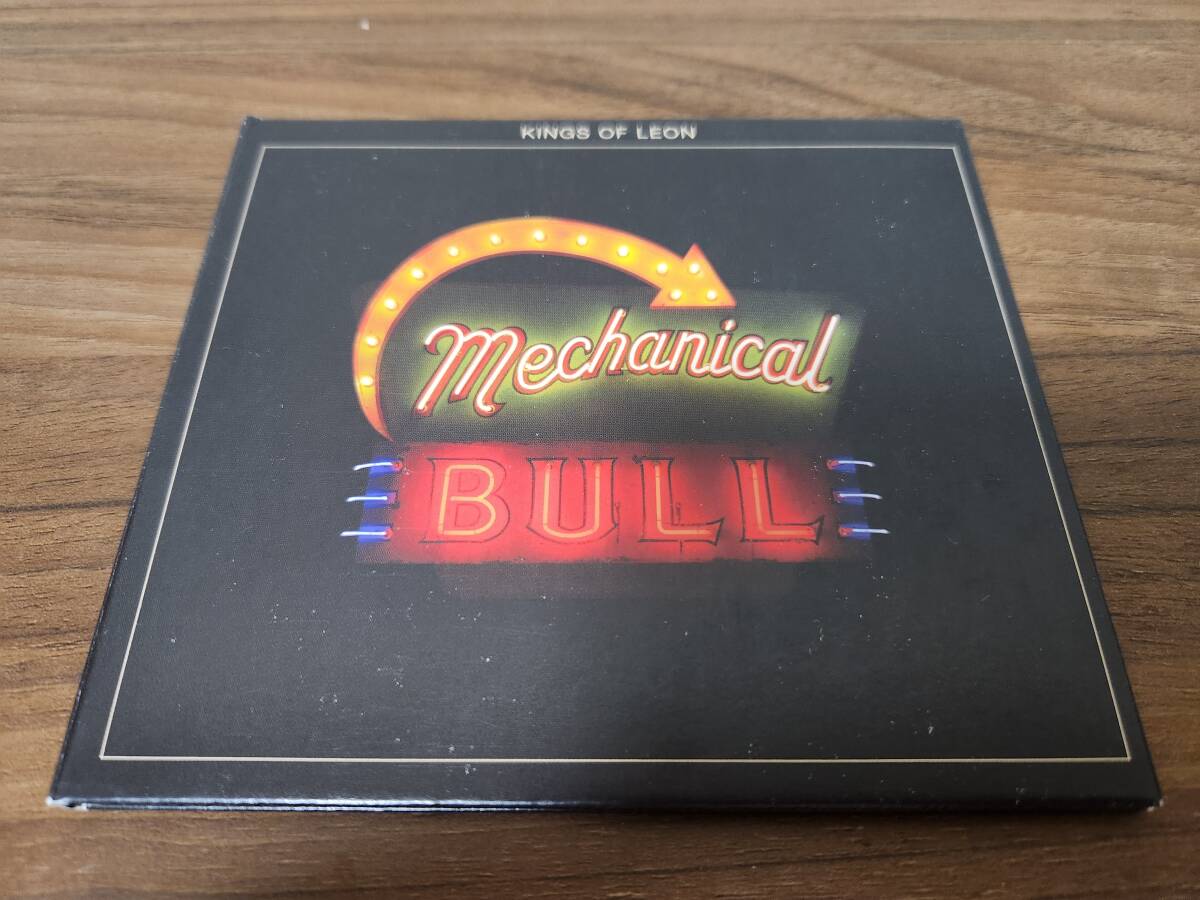 KINGS OF LEON
Mechanical
BULL